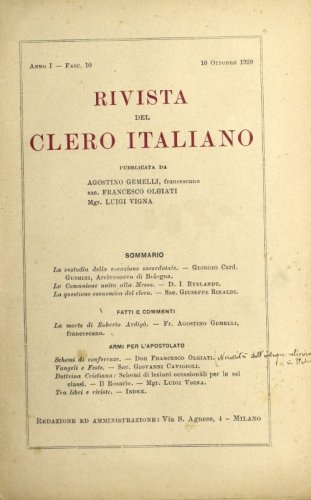 ANNO I - FASC. 10 10 OTTOBRE 1920
RIVISTA
DEL
CLERO ITALIANO
PUBBLICATA DA
AGOSTINO GEMELLI, francescano
sac. FRANCESCO OLGIATI
Mgr. LUIGI VIGNA
SOMMARIO
La custodia della vocazione sacerdotale. — GIORGIO CARD.
GUSMINI, Arcivescovo di Bologna.
La Comunione unita alla Messa. — D. I. RYELANDT.
La questione economica del clero. — Sac. GIUSEPPE RINALDI.
FATTI E COMMENTI
La morte di Roberto Ardigò. — Fr. AGOSTINO GEMELLI,
francescano.
ARMI PER L'APOSTOLATO
Schemi di conferenze. — DON FRANCESCO OLGIATI.
Vangeli e Feste. — SAC. GIOVANNI CAVIGIOLI.
Dottrina Cristiana: Schemi di lezioni occasionali per le sei
classi. — Il Rosario. — MGR. LUIGI VIGNA.
Tra libri e riviste. — INDEX.
REDAZIONE ED AMMINISTRAZIONE: VIA S. AGNESE, 4 - MILANO